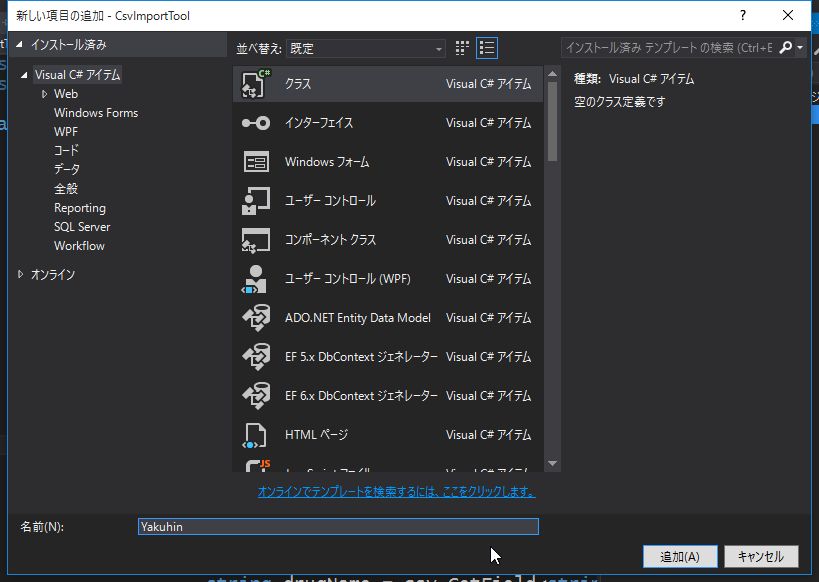 新しい項目の追加 - CsvImportTool
インストール済み
並べ替え: 既定
インストール済み テンプレート の検索 (Ctrl+E
Visual C# アイテム
Web
Windows Forms
WPF
コード
データ
全般
Reporting
SQL Server
Workflow
オンライン
クラス Visual C# アイテム
インターフェイス Visual C# アイテム
Windows フォーム Visual C# アイテム
ユーザー コントロール Visual C# アイテム
コンポーネント クラス Visual C# アイテム
ユーザー コントロール (WPF) Visual C# アイテム
ADO.NET Entity Data Model Visual C# アイテム
EF 5.x DbContext ジェネレーター Visual C# アイテム
EF 6.x DbContext ジェネレーター Visual C# アイテム
HTML ページ Visual C# アイテム
種類: Visual C# アイテム
空のクラス定義です
オンラインでテンプレートを検索するには、ここをクリックします。
名前(N): Yakuhin
追加(A) キャンセル